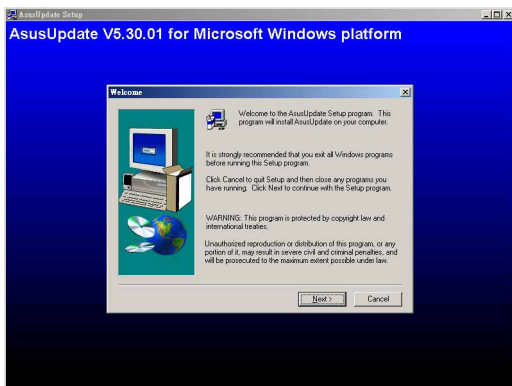 AsusUpdate Setup
AsusUpdate V5.30.01 for Microsoft Windows platform
Welcome
Welcome to the AsusUpdate Setup program. This
program will install AsusUpdate on your computer.
It is strongly recommended that you exit all Windows programs
before running this Setup program.
Click Cancel to quit Setup and then close any programs you
have running. Click Next to continue with the Setup program.
WARNING: This program is protected by copyright law and
international treaties.
Unauthorized reproduction or distribution of this program, or any
portion of it, may result in severe civil and criminal penalties, and
will be prosecuted to the maximum extent possible under law.
Next > Cancel